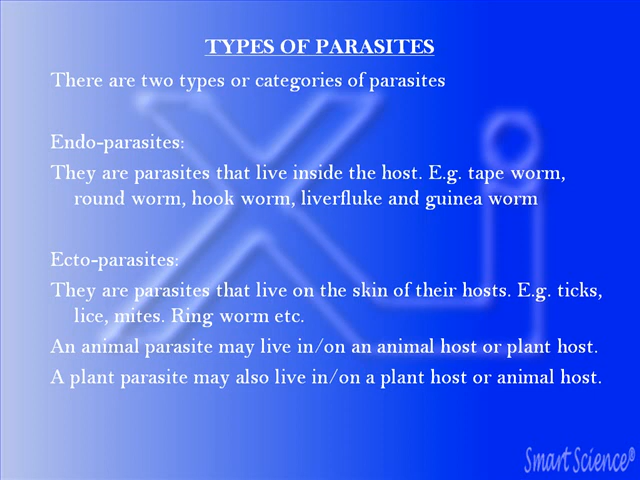 TYPES OF PARASITES
There are two types or categories of parasites
Endo-parasites:
They are parasites that live inside the host. E.g. tape worm,
round worm, hook worm, liverfluke and guinea worm
Ecto-parasites:
They are parasites that live on the skin of their hosts. E.g. ticks,
lice, mites. Ring worm etc.
An animal parasite may live in/on an animal host or plant host.
A plant parasite may also live in/on a plant host or animal host.
Xi
Smart Science®